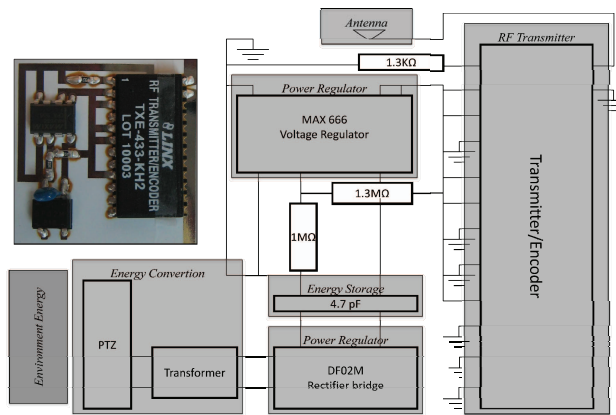 Antenna
RF Transmitter
1.3KΩ
Power Regulator
MAX 666
Voltage Regulator
LINX
RF TRANSMITTER/ENCODER
TXE-433-KH2
LOT 10003
1
1.3MΩ
1MΩ
Transmitter/Encoder
Energy Convertion
Energy Storage
4.7 pF
Environment Energy
PTZ
Transformer
Power Regulator
DF02M
Rectifier bridge